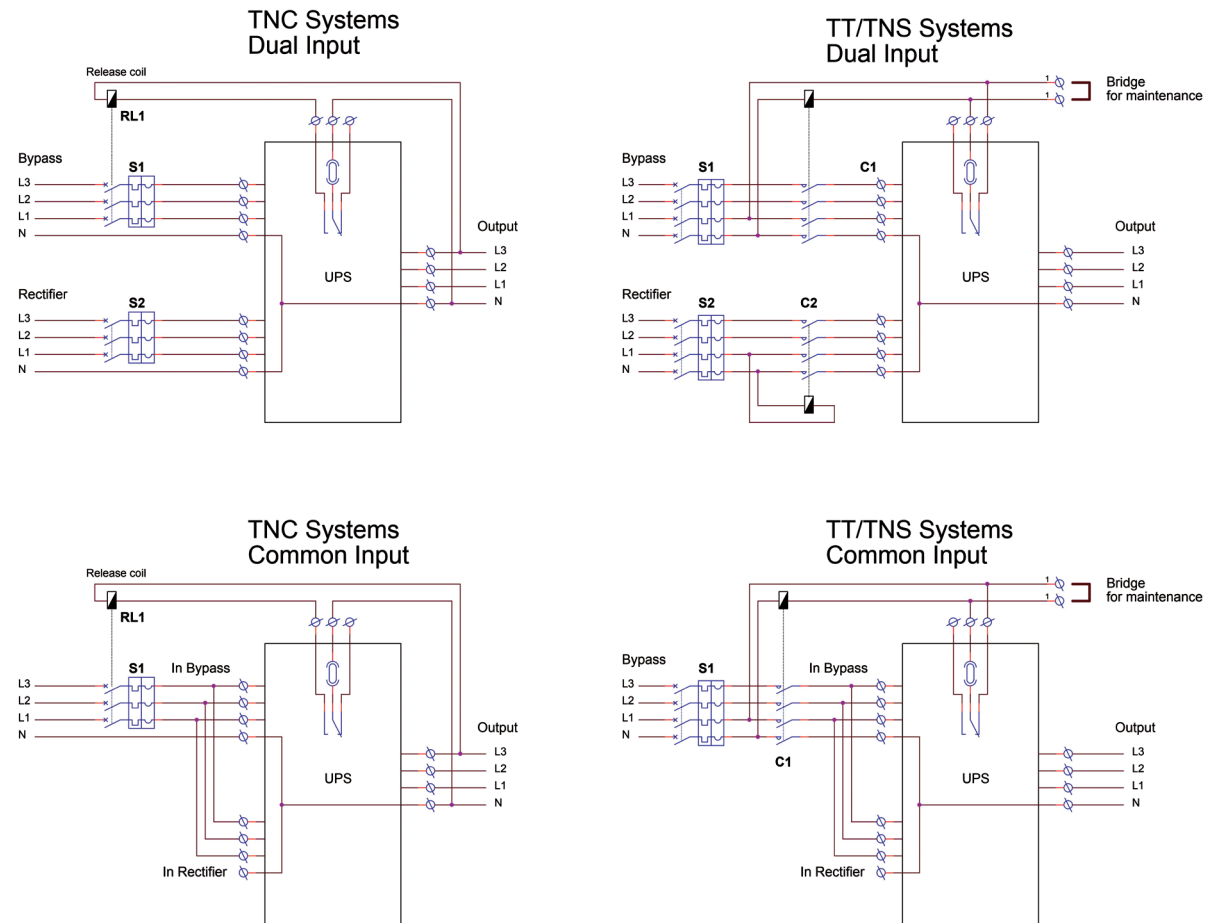 TNC Systems
Dual Input
Release coil
RL1
Bypass
S1
L3
L2
L1
N
Output
L3
L2
L1
N
UPS
Rectifier
S2
L3
L2
L1
N
TT/TNS Systems
Dual Input
1
1
Bridge
for maintenance
Bypass
S1
C1
L3
L2
L1
N
Output
L3
L2
L1
N
UPS
Rectifier
S2
C2
L3
L2
L1
N
TNC Systems
Common Input
Release coil
RL1
S1
In Bypass
L3
L2
L1
N
Output
L3
L2
L1
N
UPS
In Rectifier
TT/TNS Systems
Common Input
1
1
Bridge
for maintenance
Bypass
S1
In Bypass
L3
L2
L1
N
C1
Output
L3
L2
L1
N
UPS
In Rectifier